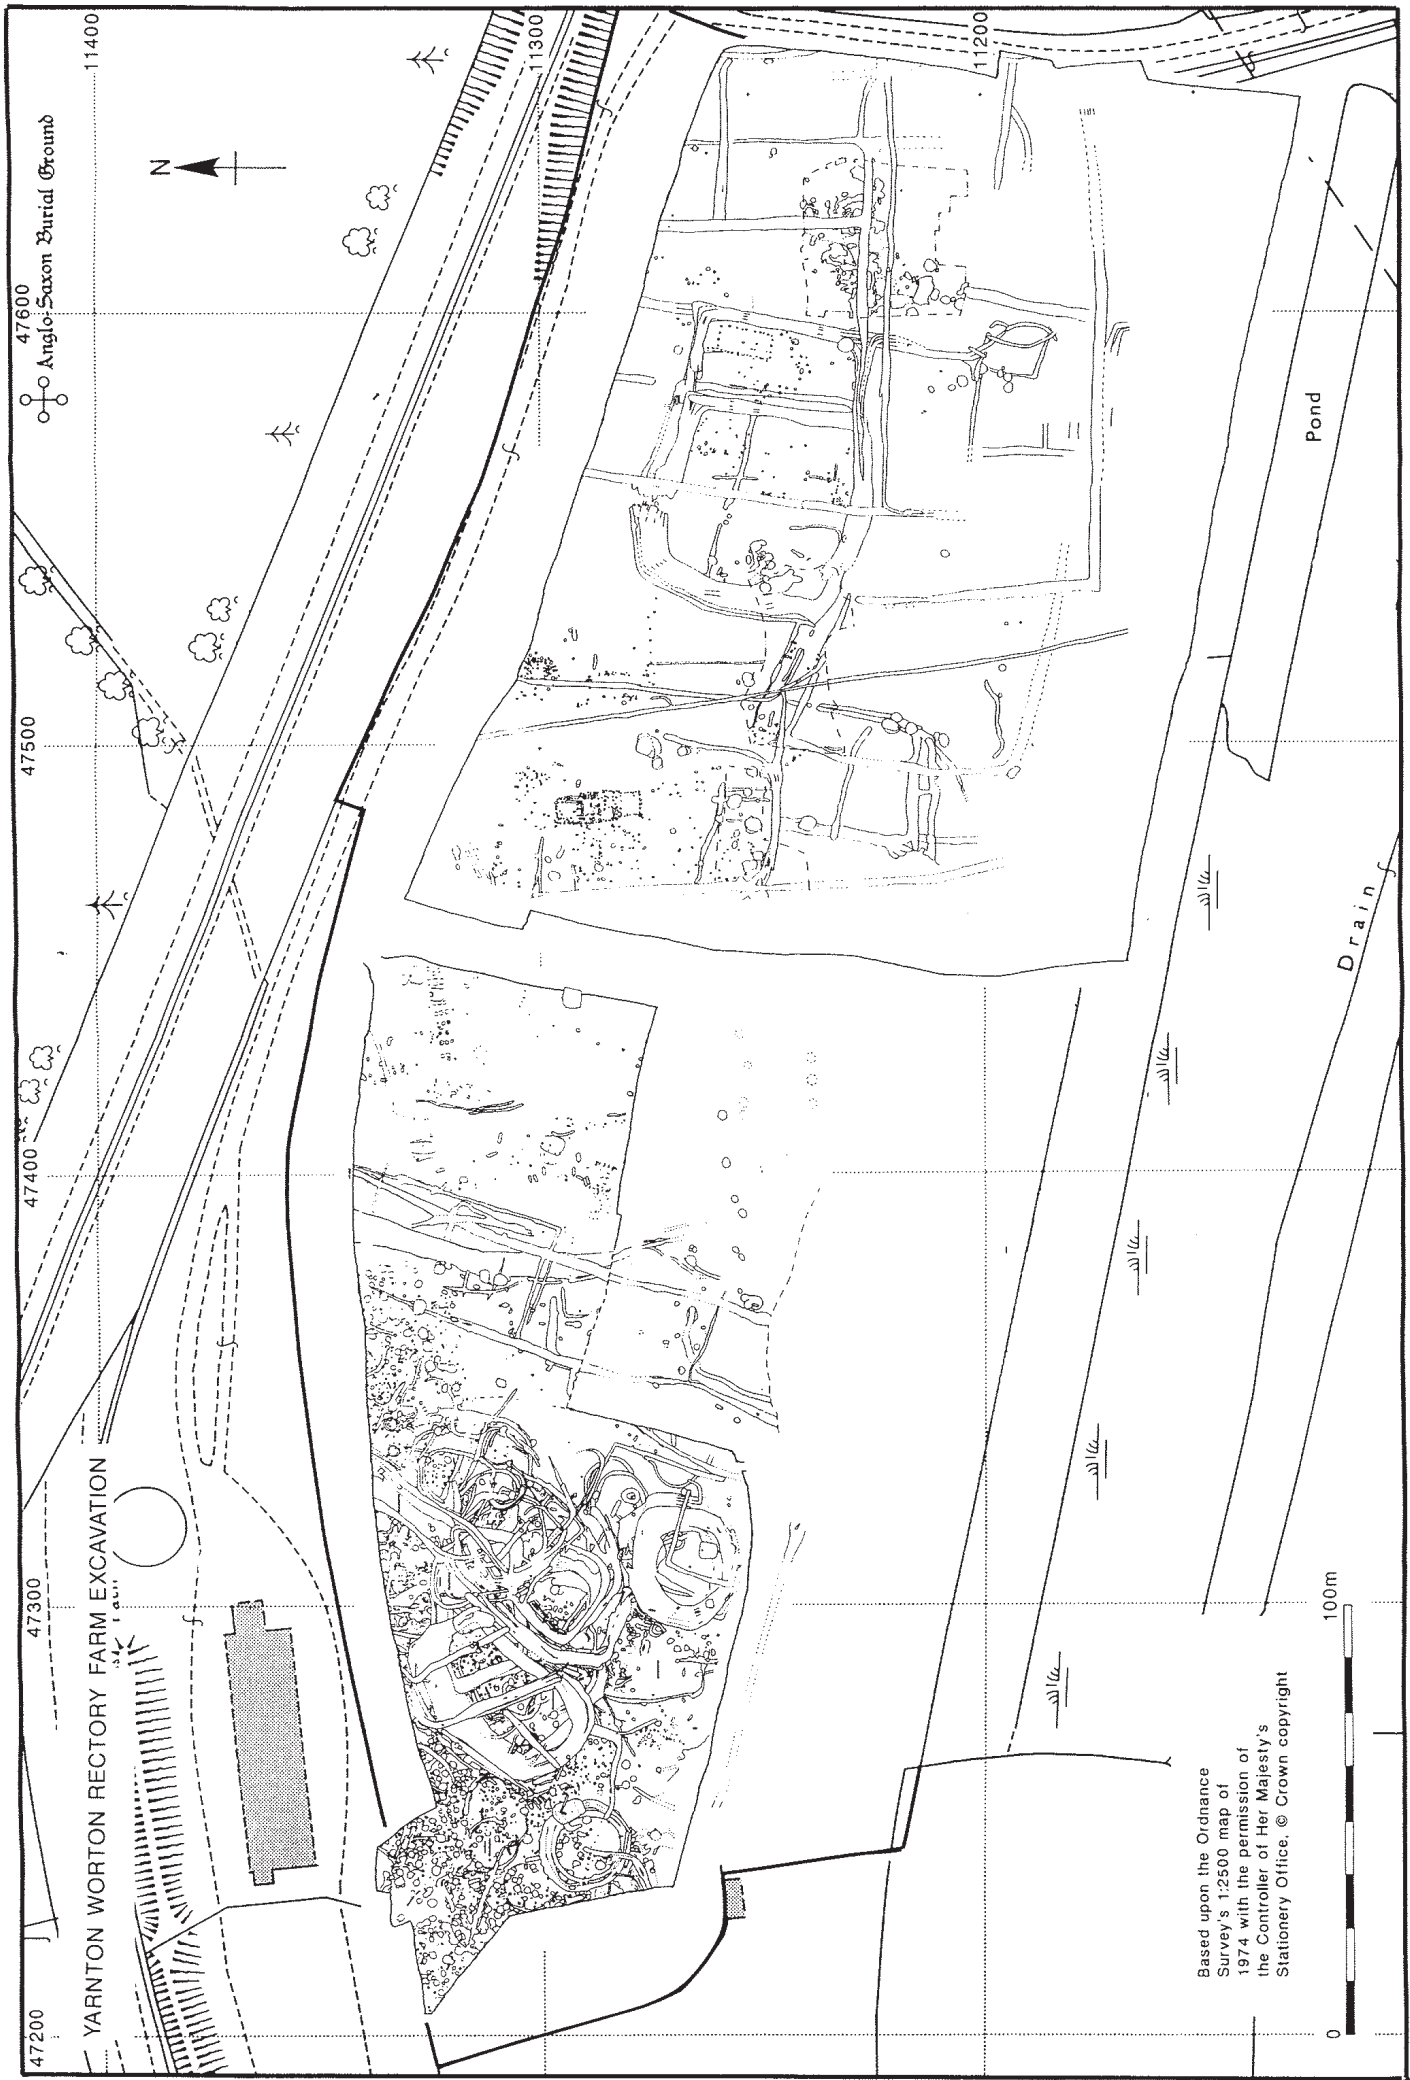 YARNTON WORTON RECTORY FARM EXCAVATION
47200
47300
47400
47500
47600
Anglo-Saxon Burial Ground
11400
11300
11200
N
Pond
Drain
Based upon the Ordnance
Survey's 1:2500 map of
1974 with the permission of
the Controller of Her Majesty's
Stationery Office, © Crown copyright
0
100m